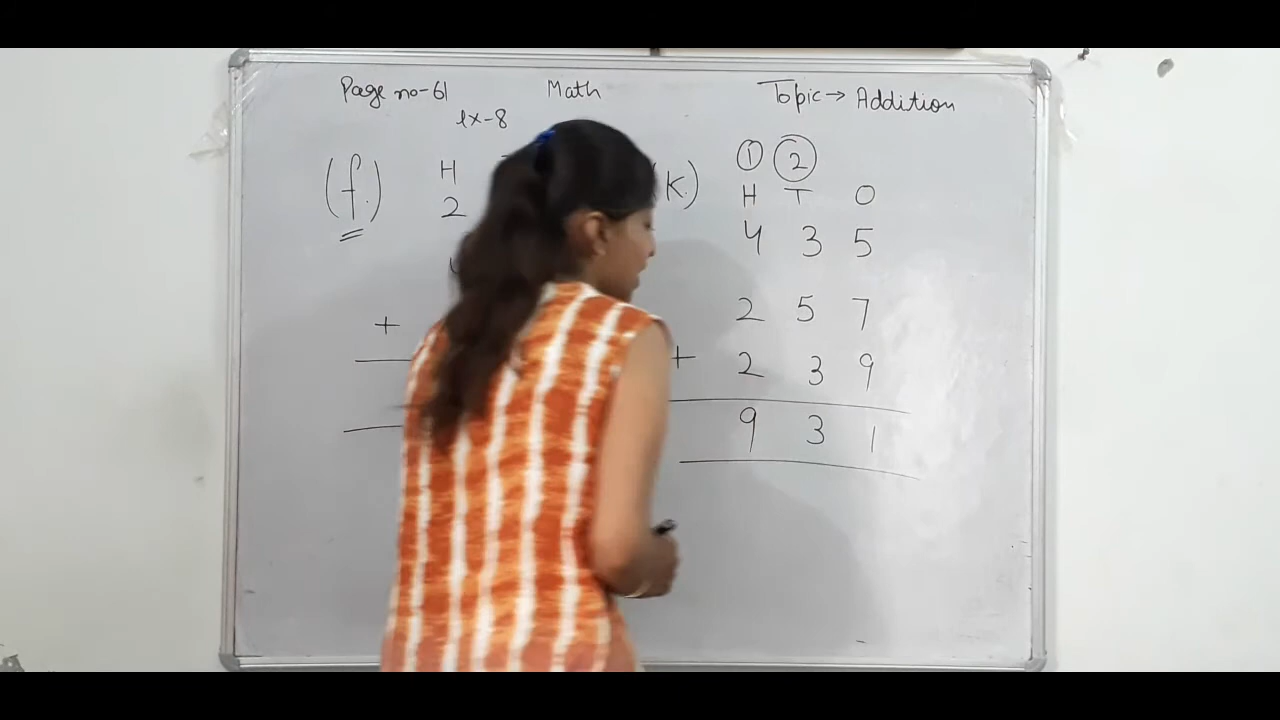 Page no-61 Math Topic → Addition
ex-8
(f.) H
2
+
(K.) ① ②
H T O
4 3 5
2 5 7
+ 2 3 9
9 3 1